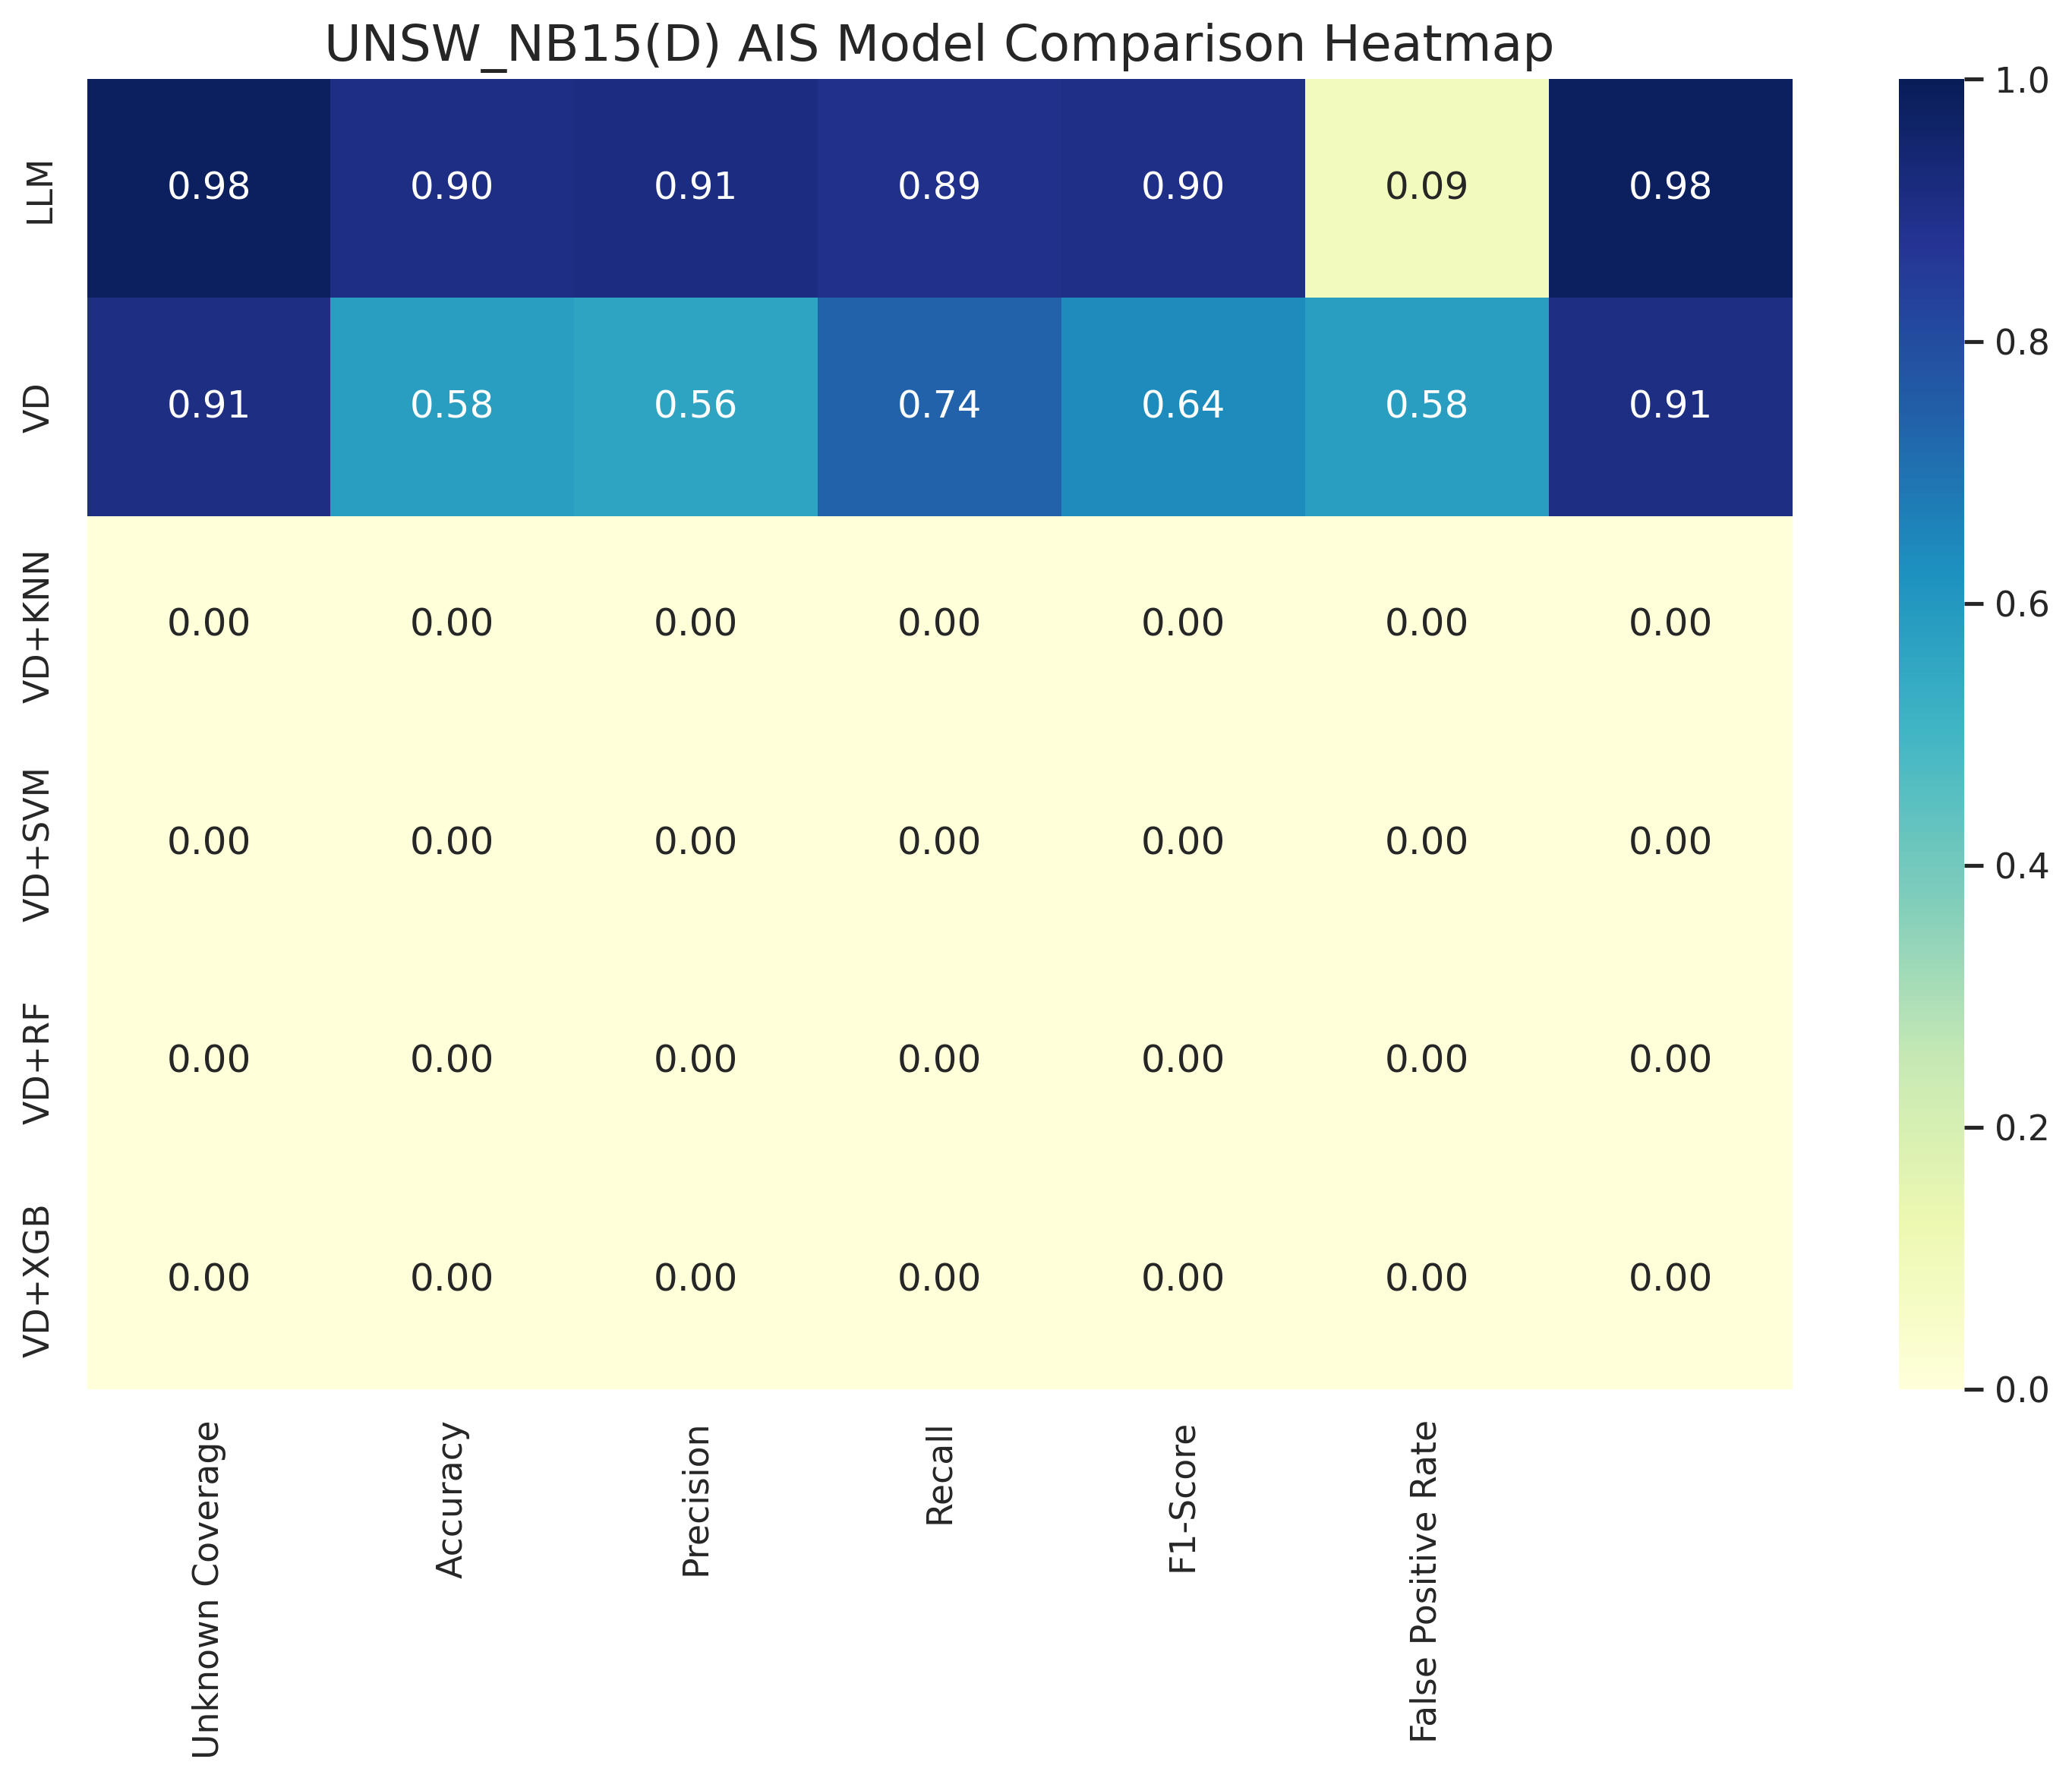 UNSW_NB15(D) AIS Model Comparison Heatmap
LLM 0.98 0.90 0.91 0.89 0.90 0.09 0.98
VD 0.91 0.58 0.56 0.74 0.64 0.58 0.91
VD+KNN 0.00 0.00 0.00 0.00 0.00 0.00 0.00
VD+SVM 0.00 0.00 0.00 0.00 0.00 0.00 0.00
VD+RF 0.00 0.00 0.00 0.00 0.00 0.00 0.00
VD+XGB 0.00 0.00 0.00 0.00 0.00 0.00 0.00
Unknown Coverage
Accuracy
Precision
Recall
F1-Score
False Positive Rate
1.0
0.8
0.6
0.4
0.2
0.0